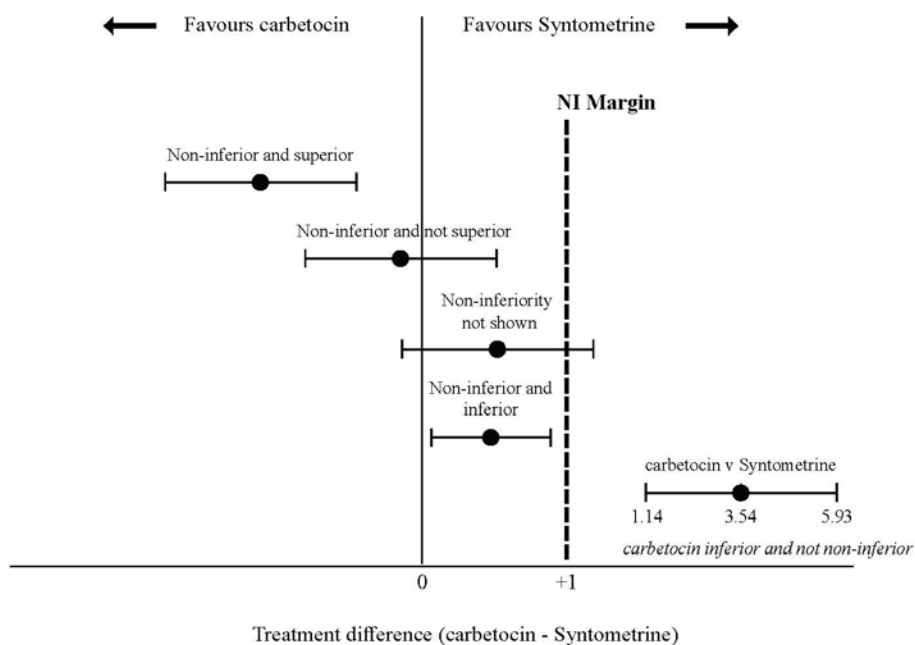 Favours carbetocin
Favours Syntometrine
NI Margin
Non-inferior and superior
Non-inferior and not superior
Non-inferiority
not shown
Non-inferior and
inferior
carbetocin v Syntometrine
1.14 3.54 5.93
carbetocin inferior and not non-inferior
0 +1
Treatment difference (carbetocin - Syntometrine)